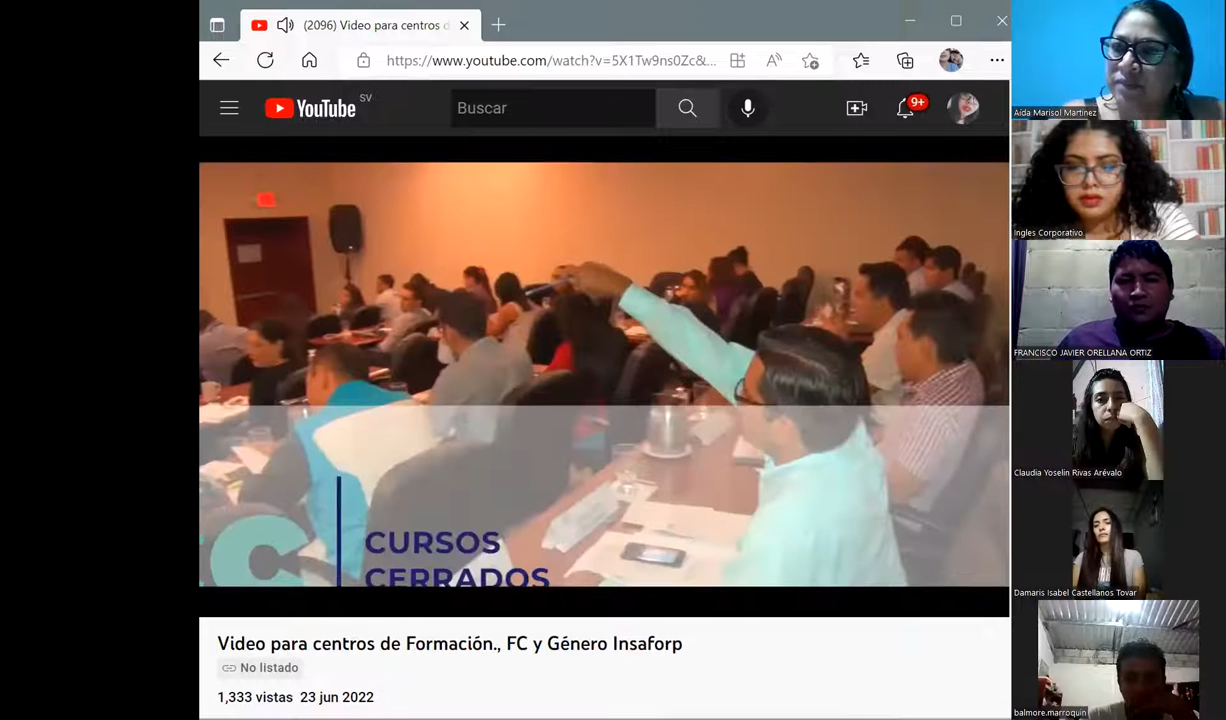 (2096) Video para centros d
https://www.youtube.com/watch?v=5X1Tw9ns0Zc&...
YouTube SV
Buscar
9+
CURSOS
CERRADOS
Video para centros de Formación., FC y Género Insaforp
No listado
1,333 vistas 23 jun 2022
Aída Marisol Martínez
Ingles Corporativo
FRANCISCO JAVIER ORELLANA ORTIZ
Claudia Yoselin Rivas Arévalo
Damaris Isabel Castellanos Tovar
balmore.marroquin